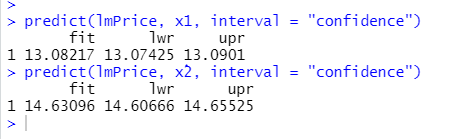 >
> predict(lmPrice, x1, interval = "confidence")
fit lwr upr
1 13.08217 13.07425 13.0901
> predict(lmPrice, x2, interval = "confidence")
fit lwr upr
1 14.63096 14.60666 14.65525
>